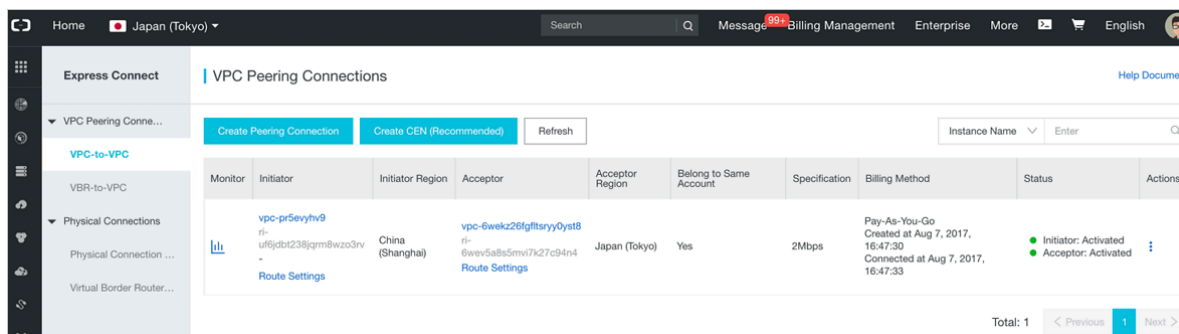 Home
Japan (Tokyo)
Search
Message
99+
Billing Management
Enterprise
More
English
Express Connect
VPC Peering Connections
Help Docume
VPC Peering Conne...
VPC-to-VPC
VBR-to-VPC
Physical Connections
Physical Connection ...
Virtual Border Router...
Create Peering Connection
Create CEN (Recommended)
Refresh
Instance Name
Enter
Monitor
Initiator
Initiator Region
Acceptor
Acceptor
Region
Belong to Same
Account
Specification
Billing Method
Status
Actions
vpc-pr5evyhv9
ri-
uf6jdbt238jqrm8wzo3rv
-
Route Settings
China
(Shanghai)
vpc-6wekz26fgfltsryy0yst8
ri-
6wev5a8s5mvi7k27c94n4
Route Settings
Japan (Tokyo)
Yes
2Mbps
Pay-As-You-Go
Created at Aug 7, 2017,
16:47:30
Connected at Aug 7, 2017,
16:47:33
Initiator: Activated
Acceptor: Activated
Total: 1
< Previous
1
Next >